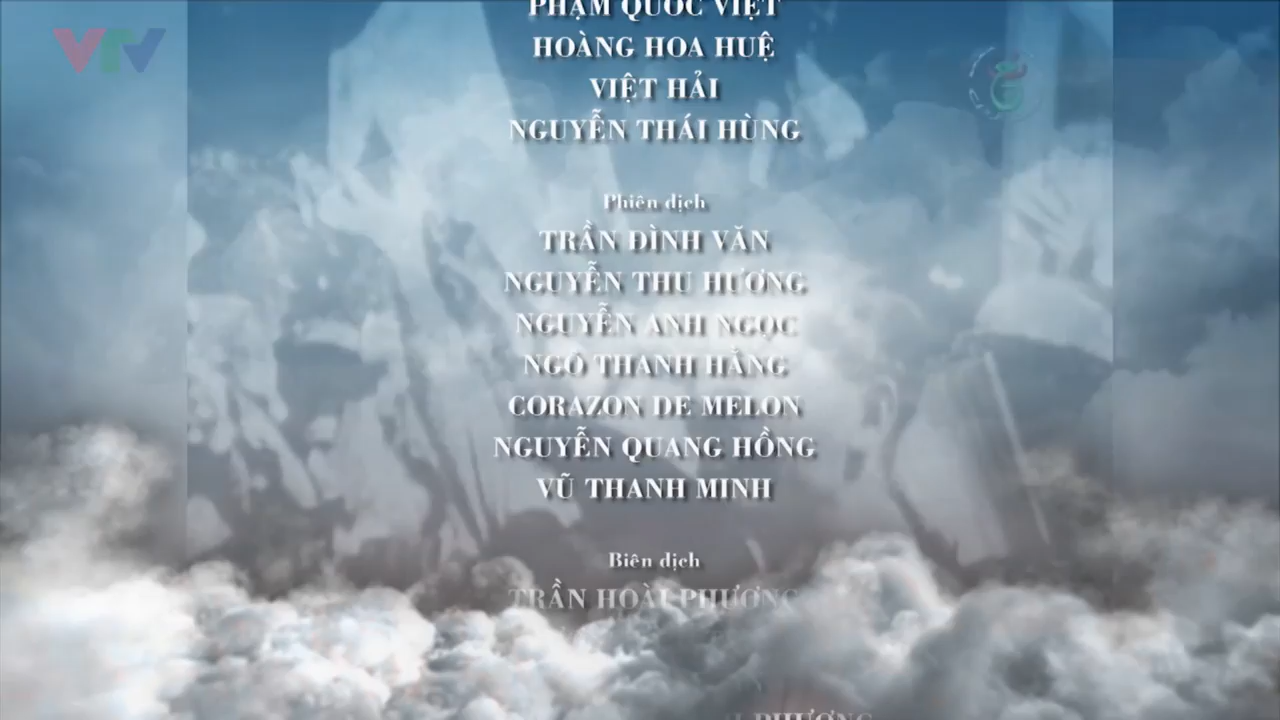 PHẠM QUỐC VIỆT
VTV
HOÀNG HOA HUỆ
VIỆT HẢI
NGUYỄN THÁI HÙNG
Phiên dịch
TRẦN ĐÌNH VĂN
NGUYỄN THU HƯƠNG
NGUYỄN ANH NGỌC
NGÔ THANH HẰNG
CORAZON DE MELON
NGUYỄN QUANG HỒNG
VŨ THANH MINH
Biên dịch
TRẦN HOÀI PHƯƠNG
PHƯƠNG